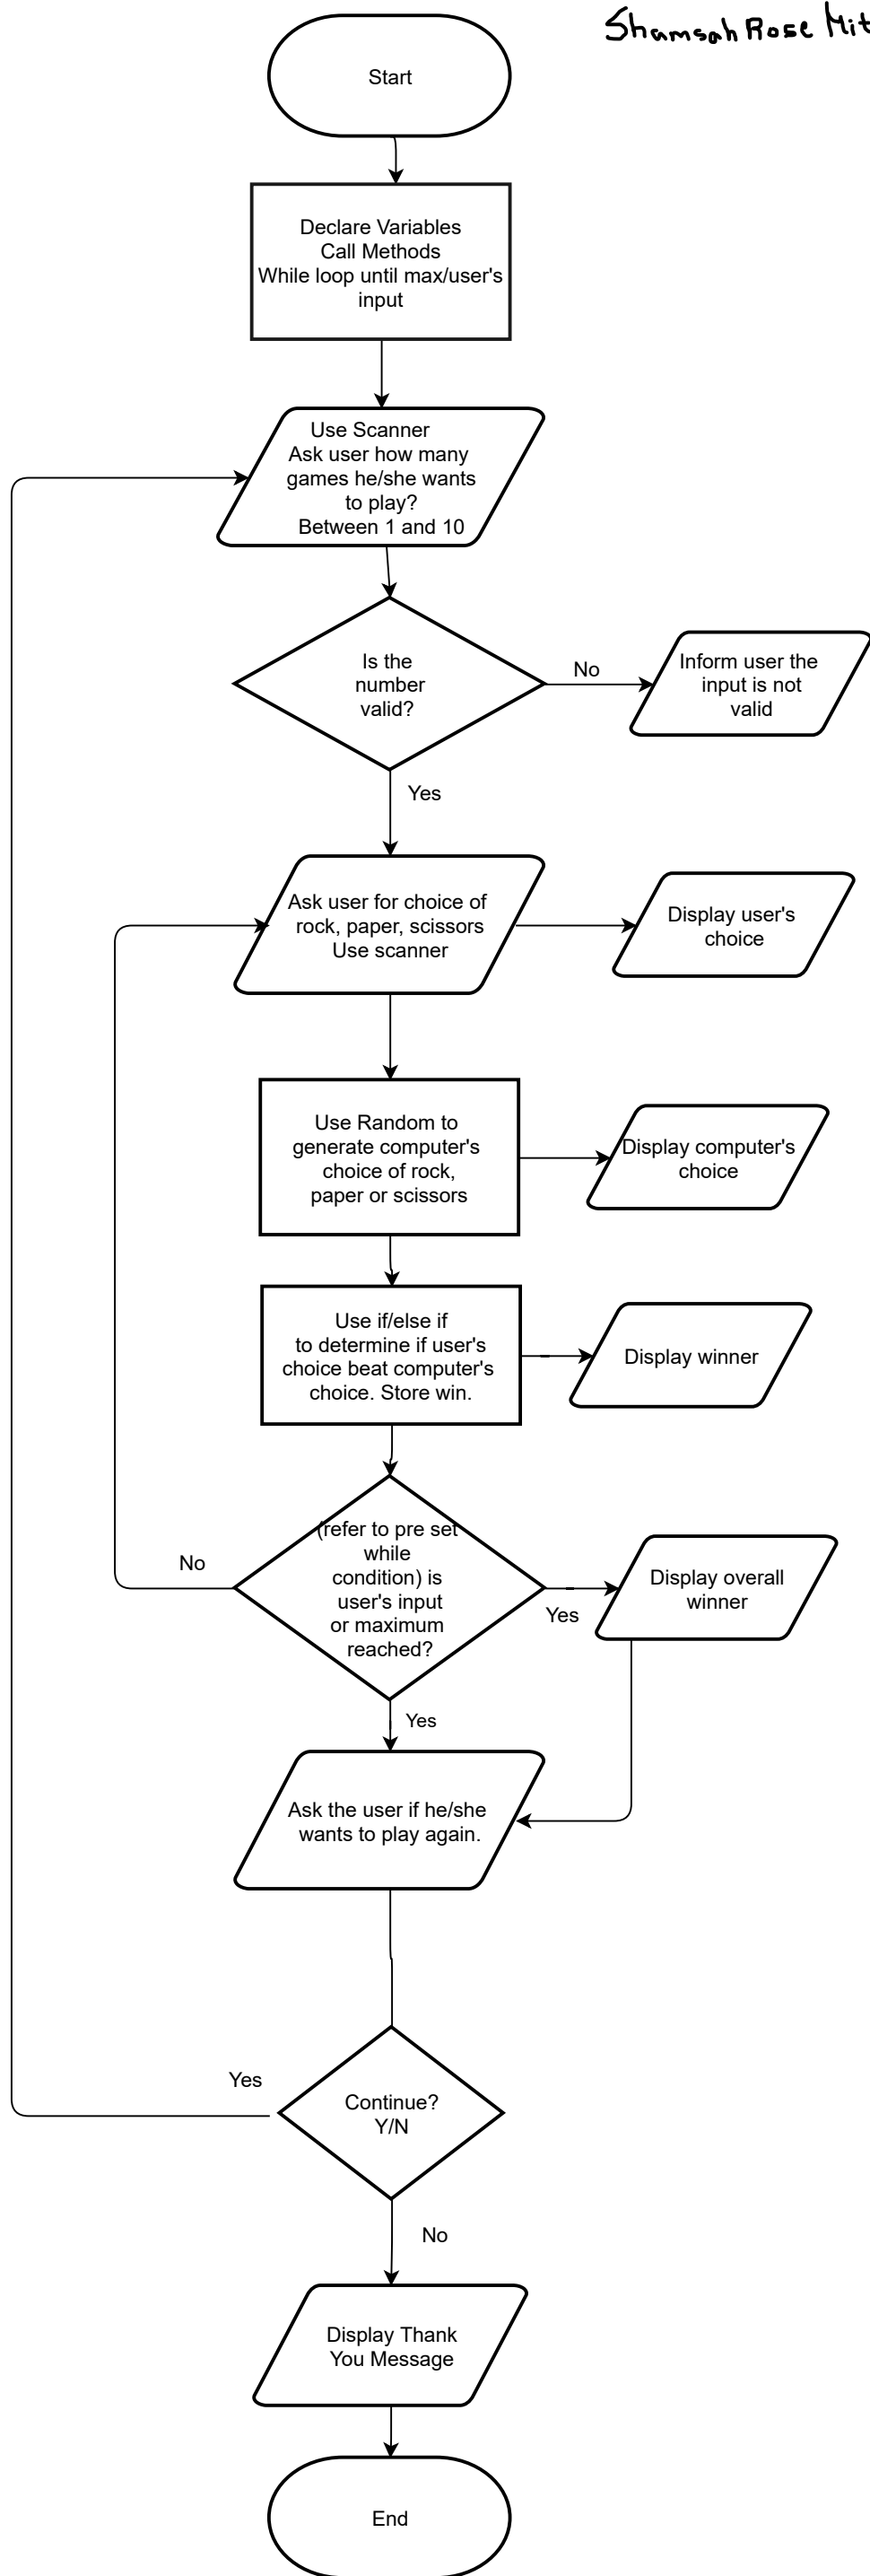 Shamsah Rose
Start
Declare Variables
Call Methods
While loop until max/user's
input
Use Scanner
Ask user how many
games he/she wants
to play?
Between 1 and 10
Is the
number
valid?
No
Inform user the
input is not
valid
Yes
Ask user for choice of
rock, paper, scissors
Use scanner
Display user's
choice
Use Random to
generate computer's
choice of rock,
paper or scissors
Display computer's
choice
Use if/else if
to determine if user's
choice beat computer's
choice. Store win.
Display winner
(refer to pre set
while
condition) is
user's input
or maximum
reached?
No
Yes
Display overall
winner
Yes
Ask the user if he/she
wants to play again.
Continue?
Y/N
Yes
No
Display Thank
You Message
End